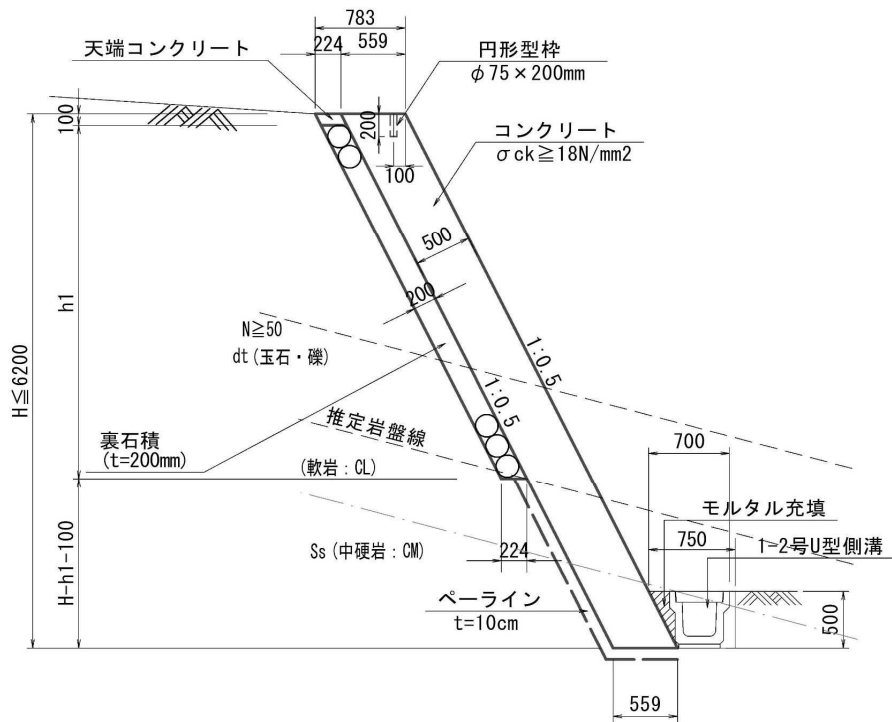 783
224
559
天端コンクリート
円形型枠
φ75×200mm
100
200
コンクリート
σck≧18N/mm2
100
500
h1
200
N≧50
dt(玉石・礫)
H≦6200
1:0.5
1:0.5
推定岩盤線
700
裏石積
(t=200mm)
(軟岩：CL)
モルタル充填
750
1-2号U型側溝
224
Ss(中硬岩：CM)
H-h1-100
ペーライン
t=10cm
500
559